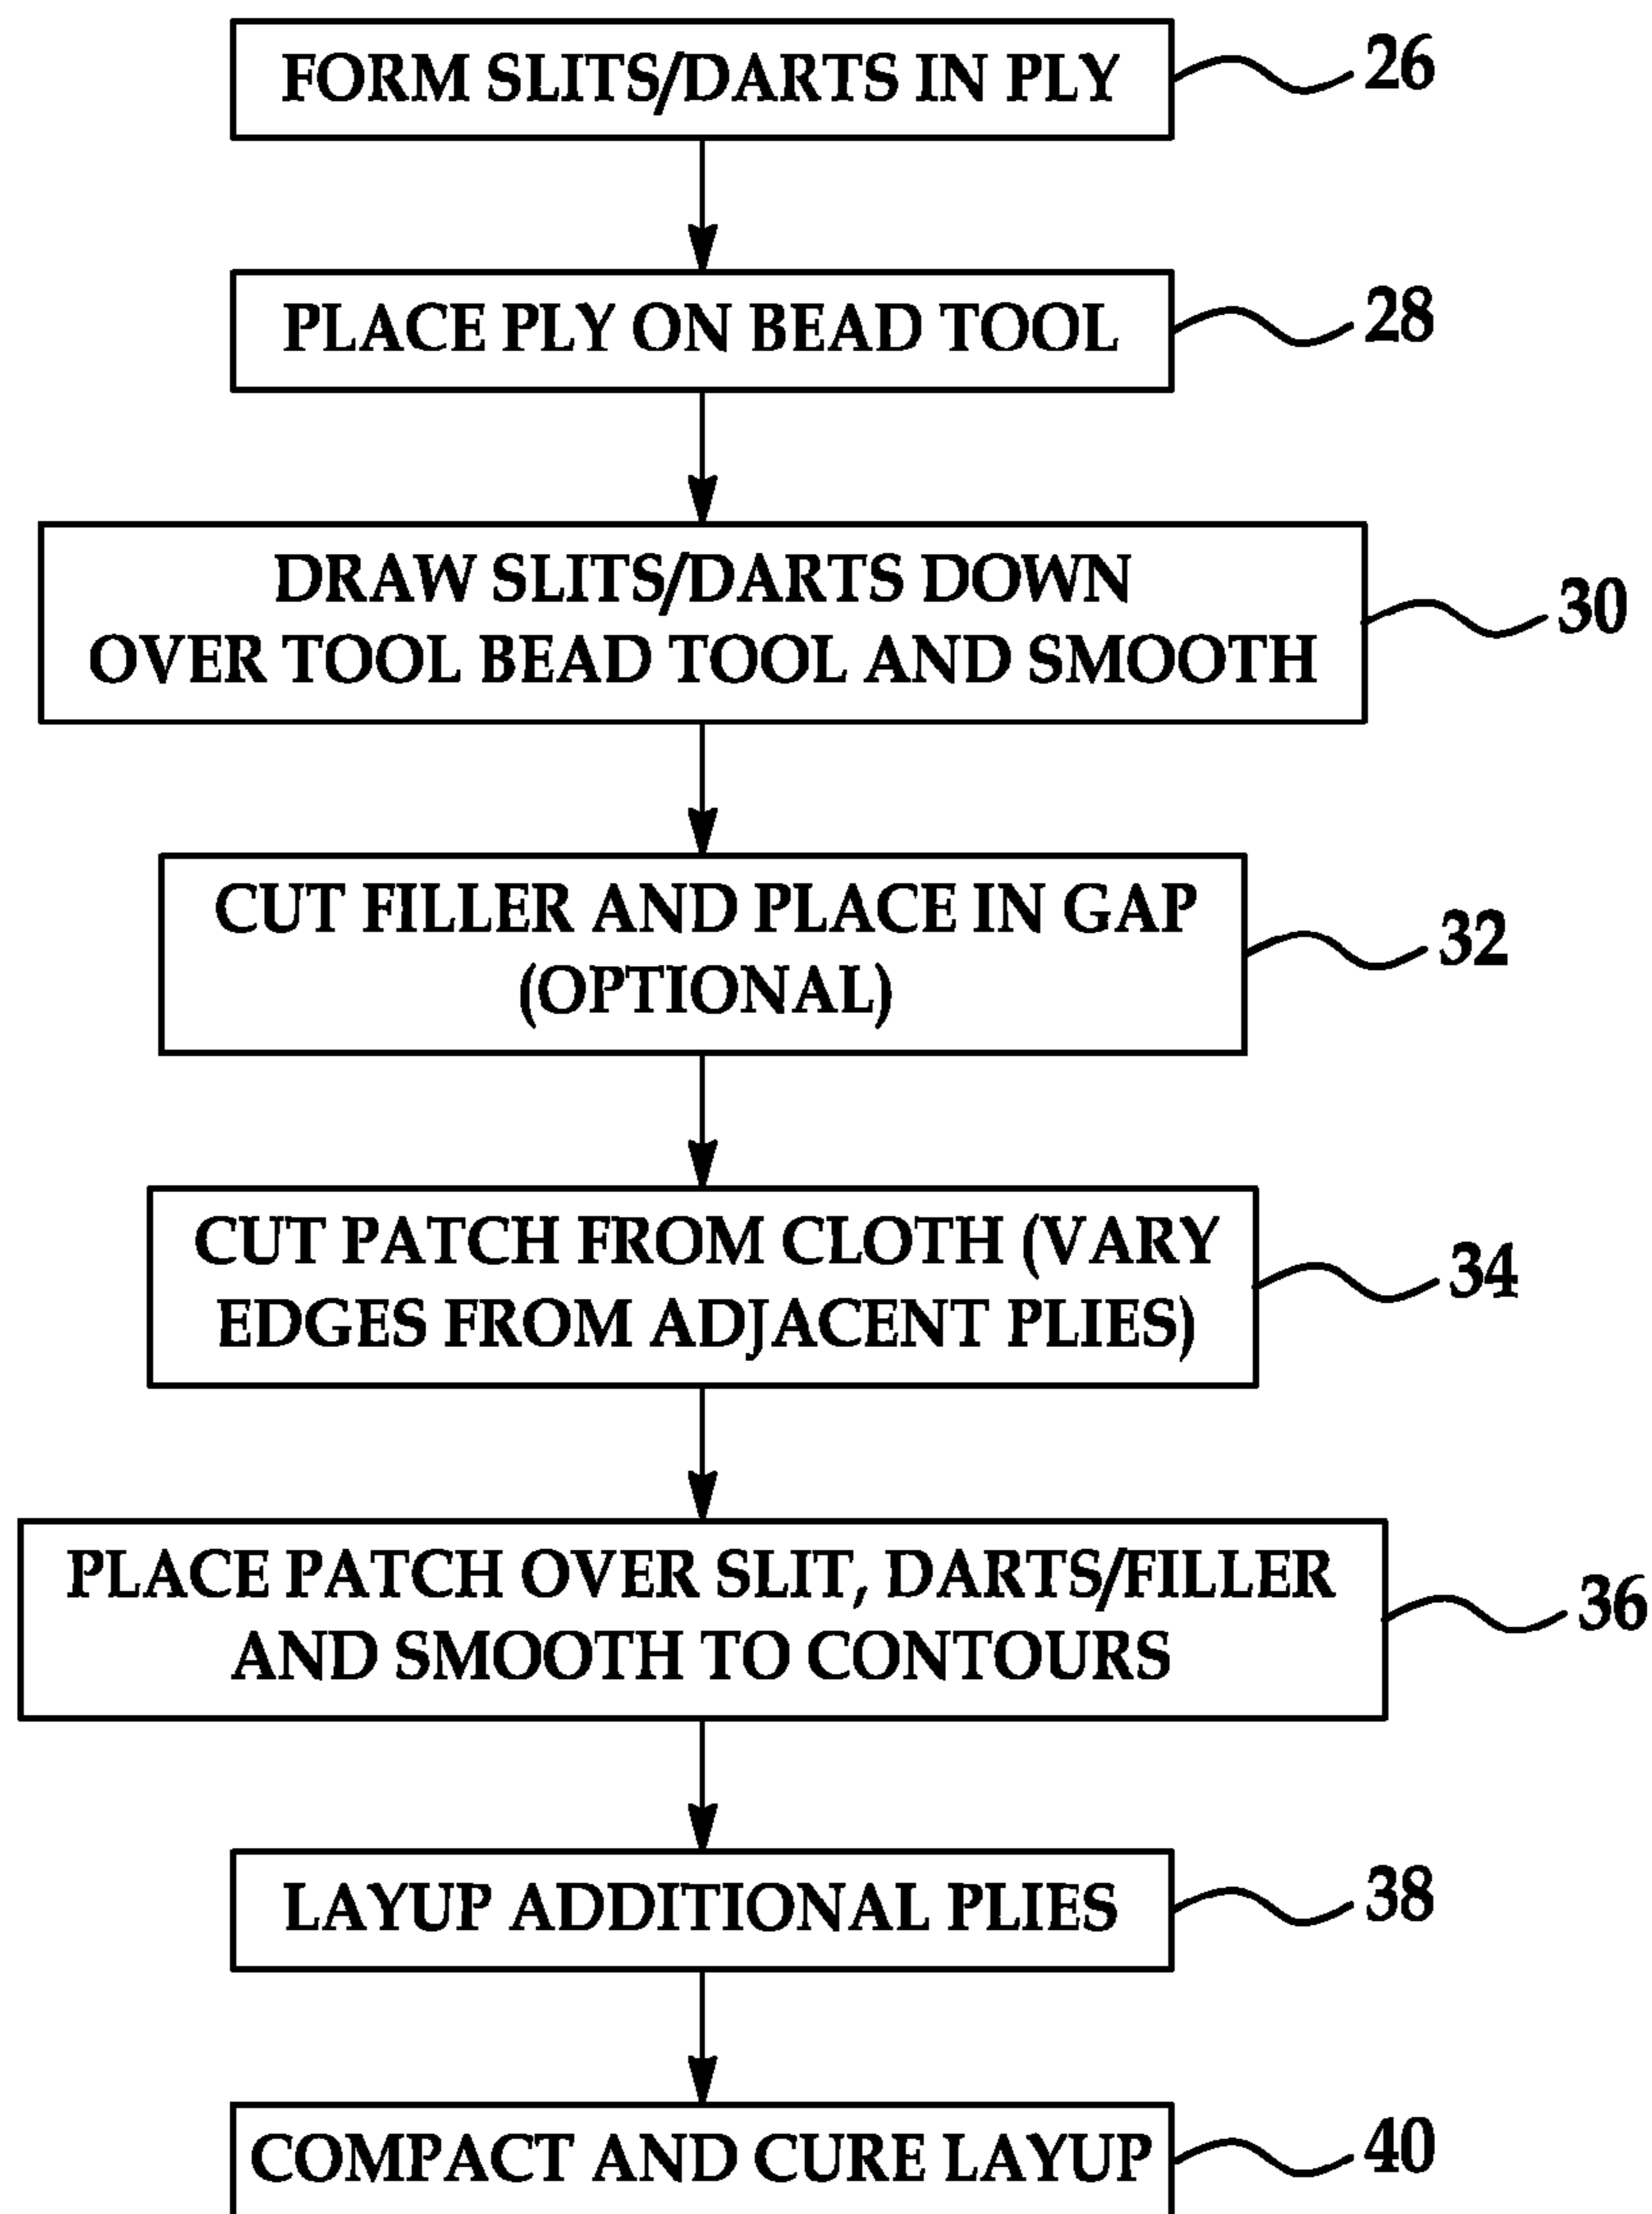 FORM SLITS/DARTS IN PLY
26
PLACE PLY ON BEAD TOOL
28
DRAW SLITS/DARTS DOWN
OVER TOOL BEAD TOOL AND SMOOTH
30
CUT FILLER AND PLACE IN GAP
(OPTIONAL)
32
CUT PATCH FROM CLOTH (VARY
EDGES FROM ADJACENT PLIES)
34
PLACE PATCH OVER SLIT, DARTS/FILLER
AND SMOOTH TO CONTOURS
36
LAYUP ADDITIONAL PLIES
38
COMPACT AND CURE LAYUP
40